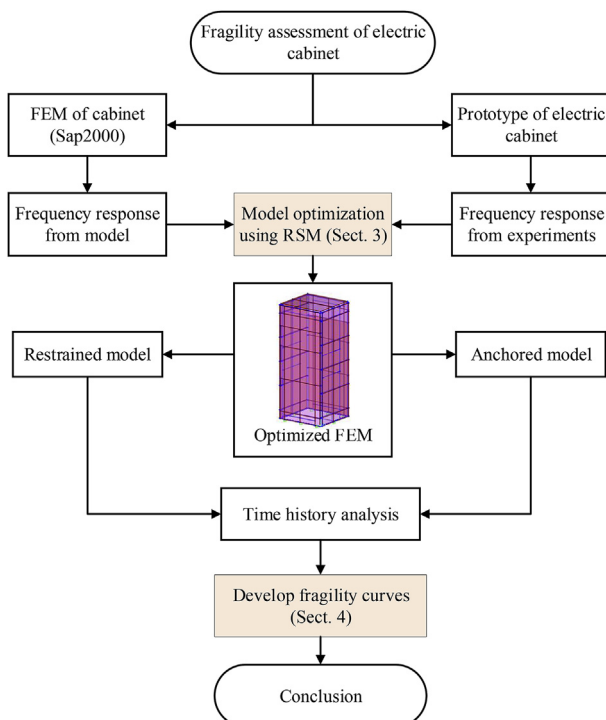 Fragility assessment of electric
cabinet
FEM of cabinet
(Sap2000)
Prototype of electric
cabinet
Frequency response
from model
Model optimization
using RSM (Sect. 3)
Frequency response
from experiments
Restrained model
Optimized FEM
Anchored model
Time history analysis
Develop fragility curves
(Sect. 4)
Conclusion